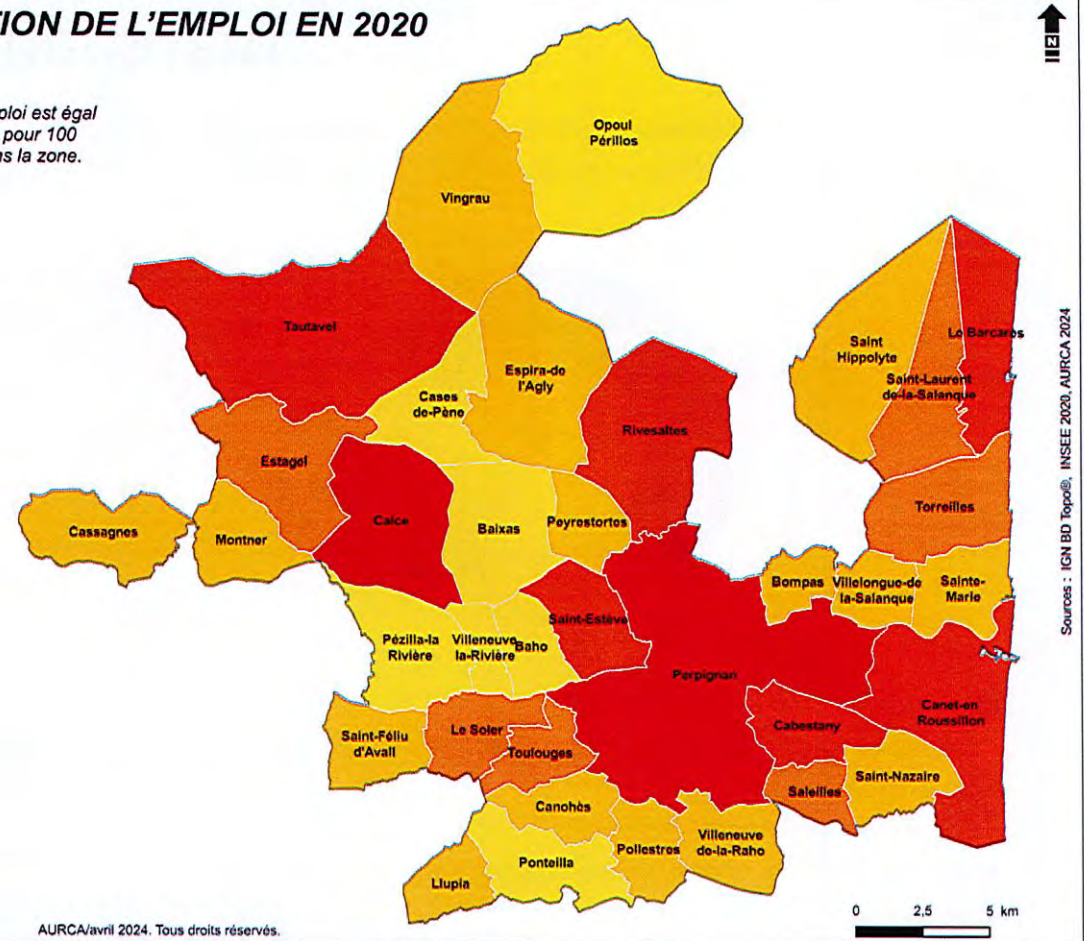 TION DE L'EMPLOI EN 2020
N
ploi est égal
pour 100
ns la zone.
Opoul
Périllos
Vingrau
Tautavel
Saint
Hippolyte
Le Barcarès
Saint-Laurent
de-la-Salanque
Espira-de
l'Agly
Cases
de-Pène
Rivesaltes
Estagel
Torreilles
Cassagnes
Montner
Calce
Baixas
Peyrestortes
Bompas
Villelongue-de
la-Salanque
Sainte-
Marie
Pézilla-la
Rivière
Villeneuve
la-Rivière
Baho
Saint-Estève
Perpignan
Canet-en
Roussillon
Cabestany
Saint-Féliu
d'Avall
Le Soler
Toulouges
Saint-Nazaire
Saleilles
Canohès
Pollestres
Villeneuve
de-la-Raho
Ponteilla
Llupia
0 2,5 5 km
AURCA/avril 2024. Tous droits réservés.
Sources : IGN BD Topo®, INSEE 2020, AURCA 2024